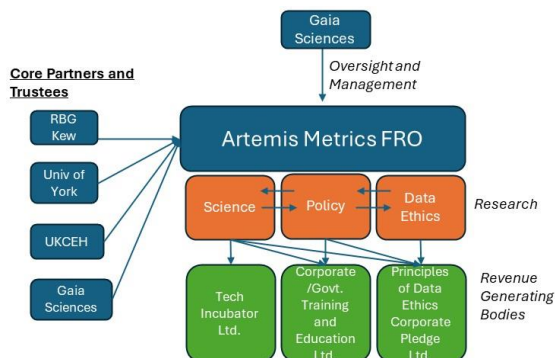 Gaia
Sciences
Oversight and
Management
Core Partners and
Trustees
RBG
Kew
Univ of
York
UKCEH
Gaia
Sciences
Artemis Metrics FRO
Science
Policy
Data
Ethics
Research
Tech
Incubator
Ltd.
Corporate
/Govt.
Training
and
Education
Ltd.
Principles
of Data
Ethics
Corporate
Pledge
Ltd.
Revenue
Generating
Bodies